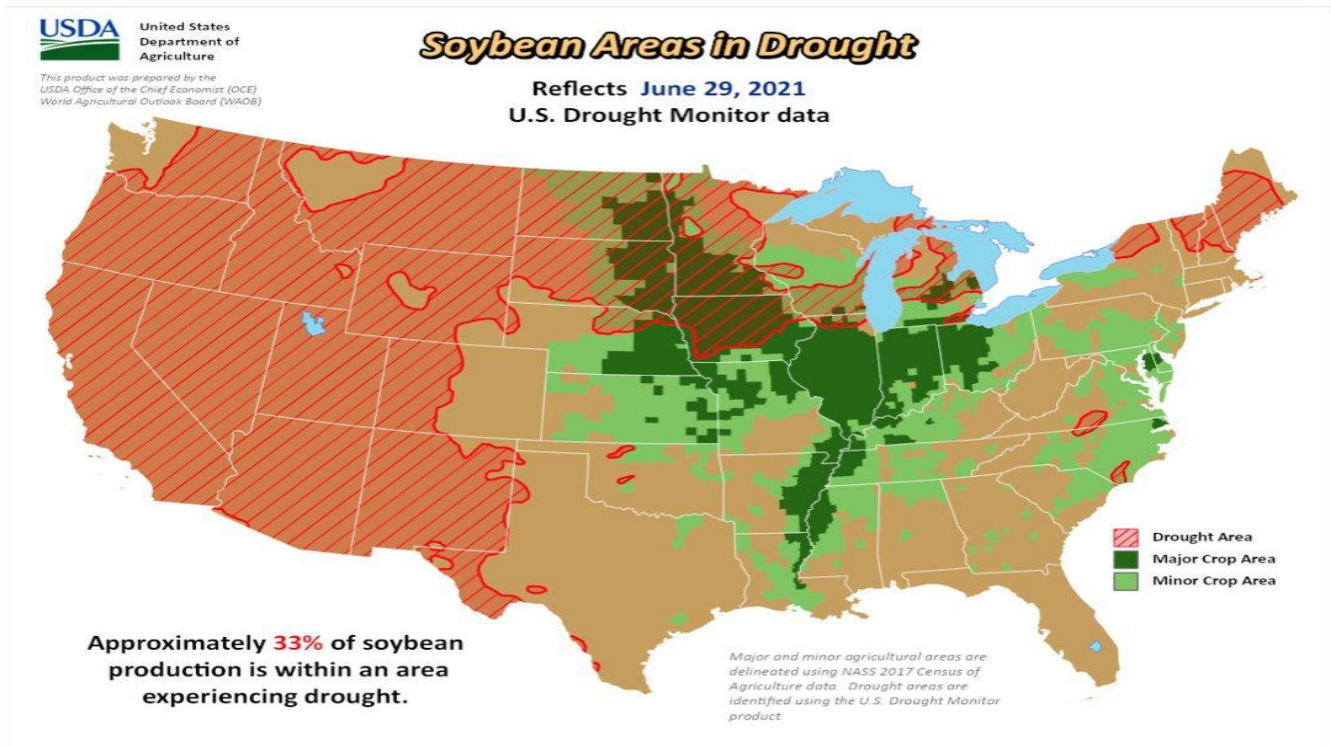 USDA
United States
Department of
Agriculture
This product was prepared by the
USDA Office of the Chief Economist (OCE)
World Agricultural Outlook Board (WAOB)
Soybean Areas in Drought
Reflects June 29, 2021
U.S. Drought Monitor data
Drought Area
Major Crop Area
Minor Crop Area
Approximately 33% of soybean
production is within an area
experiencing drought.
Major and minor agricultural areas are
delineated using NASS 2017 Census of
Agriculture data. Drought areas are
identified using the U.S. Drought Monitor
product.